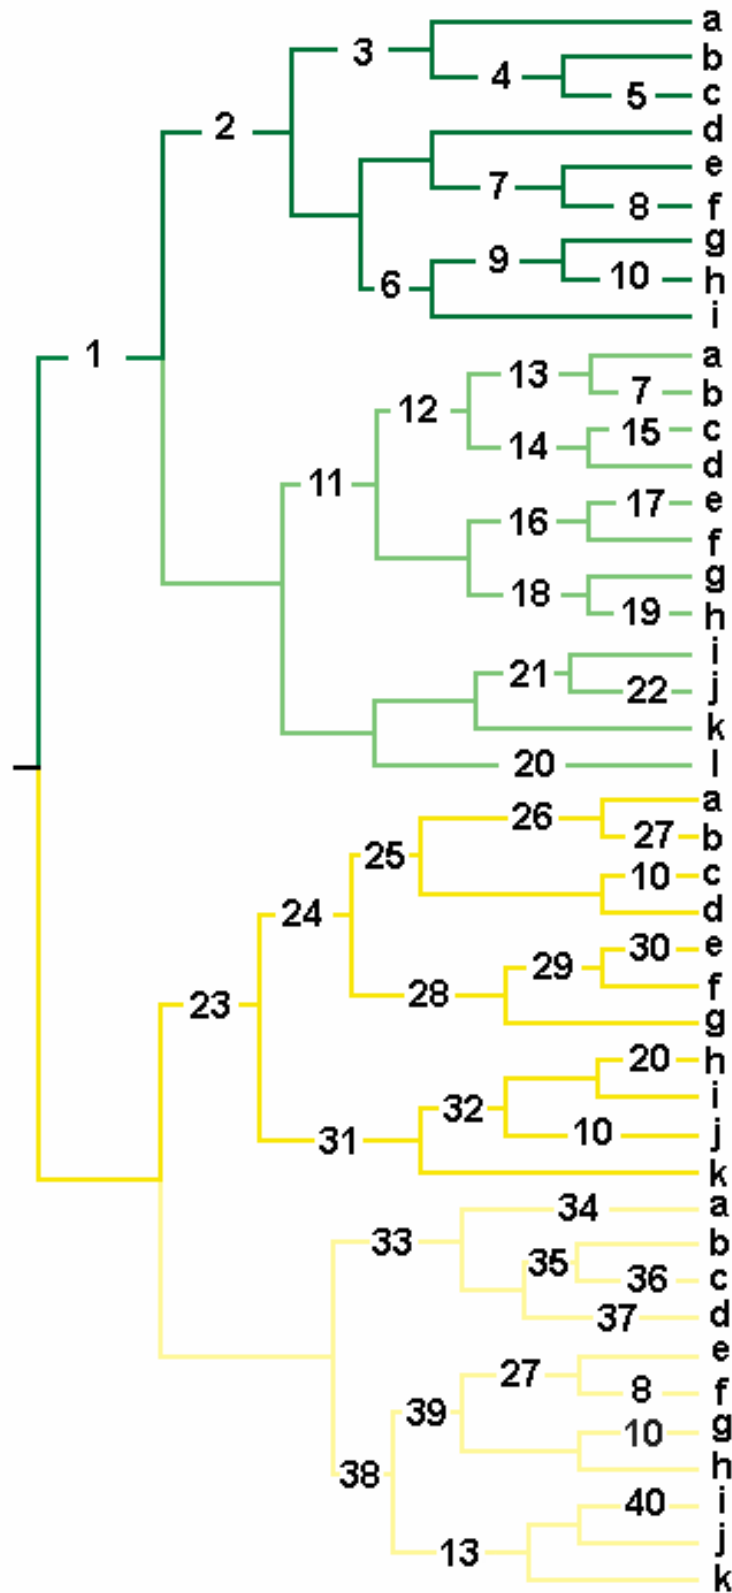 a
3
b
4
5 c
2
d
e
7
8 f
g
9
10 h
6
i
1
a
13
7 b
12
15 c
14
d
11
17 e
16
f
g
18
19 h
i
21
22 j
k
20 l
a
26
27 b
25
10 c
24
d
30 e
29
f
28
23
g
20 h
i
32
10 j
31
k
34 a
33
b
35
36 c
37 d
e
27
8 f
39
10 g
h
38
40 i
j
13
k